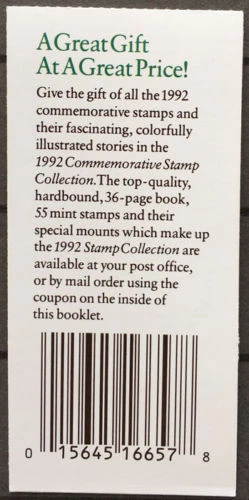 A Great Gift
At A Great Price!
Give the gift of all the 1992
commemorative stamps and
their fascinating, colorfully
illustrated stories in the
1992 Commemorative Stamp
Collection. The top-quality,
hardbound, 36-page book,
55 mint stamps and their
special mounts which make up
the 1992 Stamp Collection are
available at your post office,
or by mail order using the
coupon on the inside of
this booklet.
0 15645 16657 8